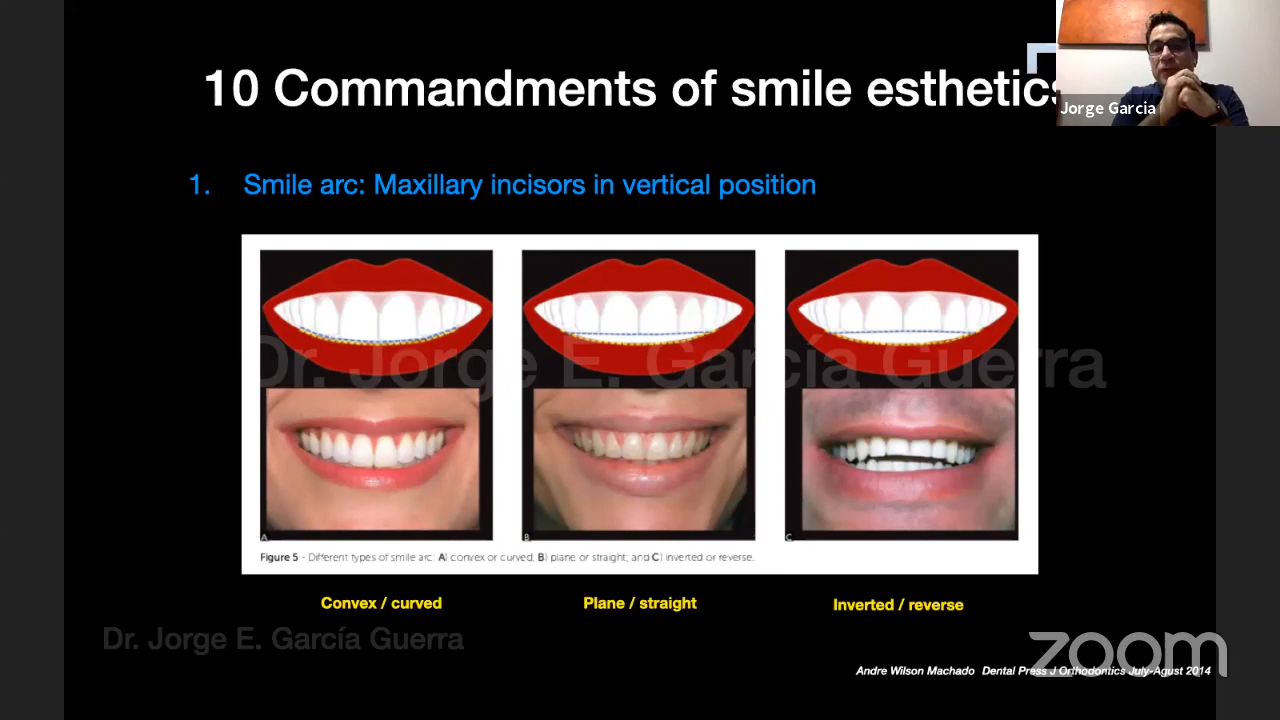 10 Commandments of smile esthetics
Jorge Garcia
1. Smile arc: Maxillary incisors in vertical position
Dr. Jorge E. García Guerra
A
B
C
Figure 5 - Different types of smile arc: A) convex or curved; B) plane or straight; and C) inverted or reverse.
Convex / curved
Plane / straight
Inverted / reverse
Dr. Jorge E. García Guerra
zoom
Andre Wilson Machado Dental Press J Orthodontics July-Agust 2014